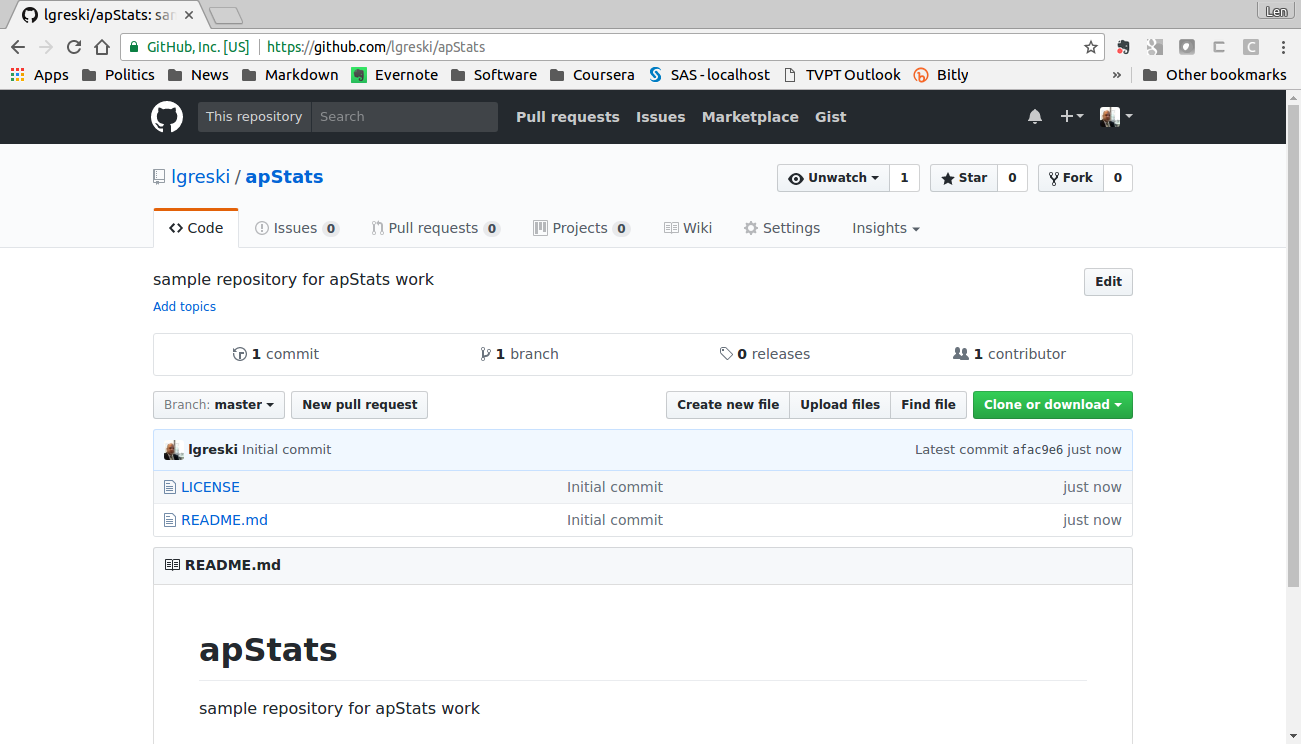 lgreski/apStats: sar
Len
GitHub, Inc. [US] https://github.com/lgreski/apStats
Apps Politics News Markdown Evernote Software Coursera SAS - localhost TVPT Outlook Bitly » Other bookmarks
This repository Search Pull requests Issues Marketplace Gist
lgreski / apStats Unwatch 1 Star 0 Fork 0
Code Issues 0 Pull requests 0 Projects 0 Wiki Settings Insights
sample repository for apStats work Edit
Add topics
1 commit 1 branch 0 releases 1 contributor
Branch: master New pull request Create new file Upload files Find file Clone or download
lgreski Initial commit Latest commit afac9e6 just now
LICENSE Initial commit just now
README.md Initial commit just now
README.md
apStats
sample repository for apStats work